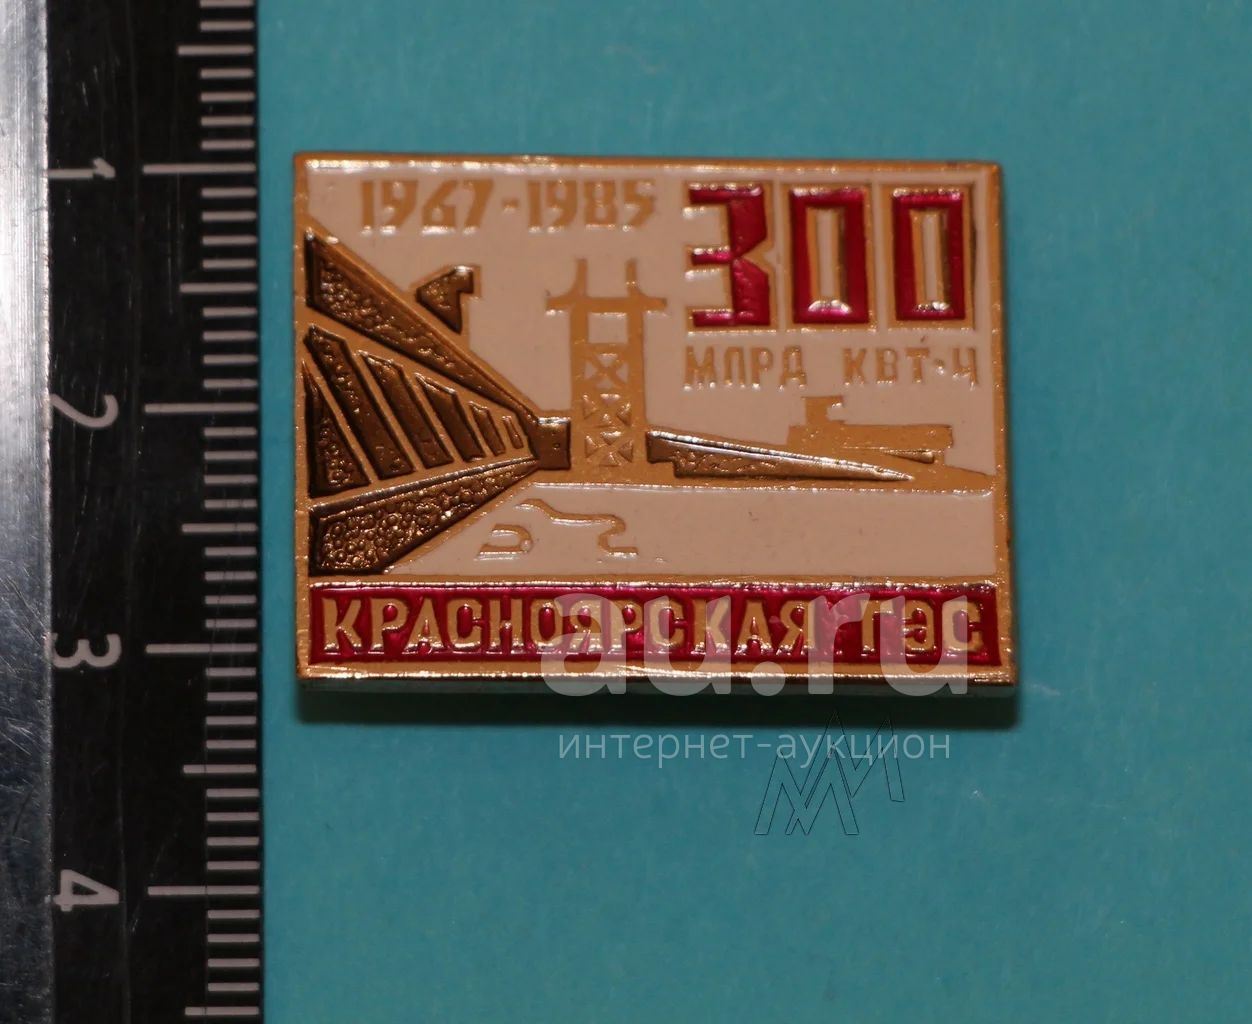 1967-1985 300
МЛРД КВТ·Ч
КРАСНОЯРСКАЯ ГЭС
au.ru
интернет-аукцион
1
2
3
4